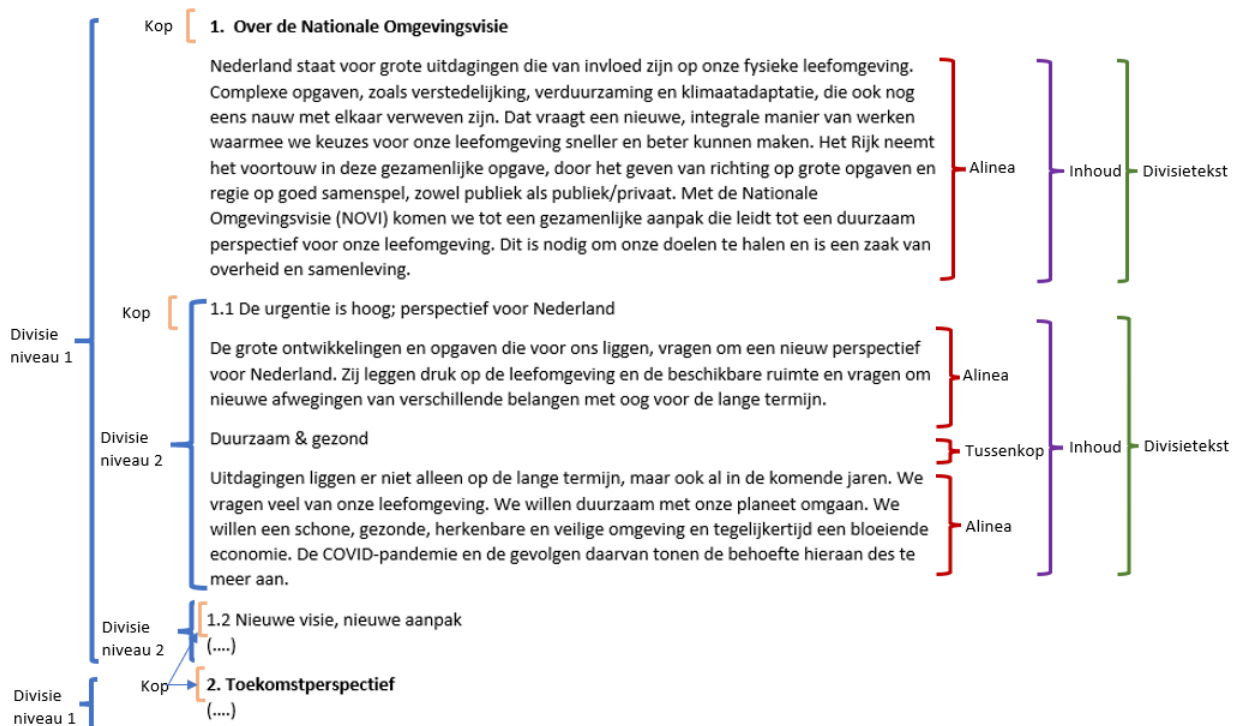 Kop
1. Over de Nationale Omgevingsvisie
Nederland staat voor grote uitdagingen die van invloed zijn op onze fysieke leefomgeving.
Complexe opgaven, zoals verstedelijking, verduurzaming en klimaatadaptatie, die ook nog
eens nauw met elkaar verweven zijn. Dat vraagt een nieuwe, integrale manier van werken
waarmee we keuzes voor onze leefomgeving sneller en beter kunnen maken. Het Rijk neemt
het voortouw in deze gezamenlijke opgave, door het geven van richting op grote opgaven en
regie op goed samenspel, zowel publiek als publiek/privaat. Met de Nationale
Omgevingsvisie (NOVI) komen we tot een gezamenlijke aanpak die leidt tot een duurzaam
perspectief voor onze leefomgeving. Dit is nodig om onze doelen te halen en is een zaak van
overheid en samenleving.
Alinea
Inhoud
Divisietekst
Divisie
niveau 1
Kop
1.1 De urgentie is hoog; perspectief voor Nederland
De grote ontwikkelingen en opgaven die voor ons liggen, vragen om een nieuw perspectief
voor Nederland. Zij leggen druk op de leefomgeving en de beschikbare ruimte en vragen om
nieuwe afwegingen van verschillende belangen met oog voor de lange termijn.
Alinea
Divisie
niveau 2
Duurzaam & gezond
Tussenkop
Inhoud
Divisietekst
Uitdagingen liggen er niet alleen op de lange termijn, maar ook al in de komende jaren. We
vragen veel van onze leefomgeving. We willen duurzaam met onze planeet omgaan. We
willen een schone, gezonde, herkenbare en veilige omgeving en tegelijkertijd een bloeiende
economie. De COVID-pandemie en de gevolgen daarvan tonen de behoefte hieraan des te
meer aan.
Alinea
Divisie
niveau 2
1.2 Nieuwe visie, nieuwe aanpak
(....)
Divisie
niveau 1
Kop
2. Toekomstperspectief
(....)